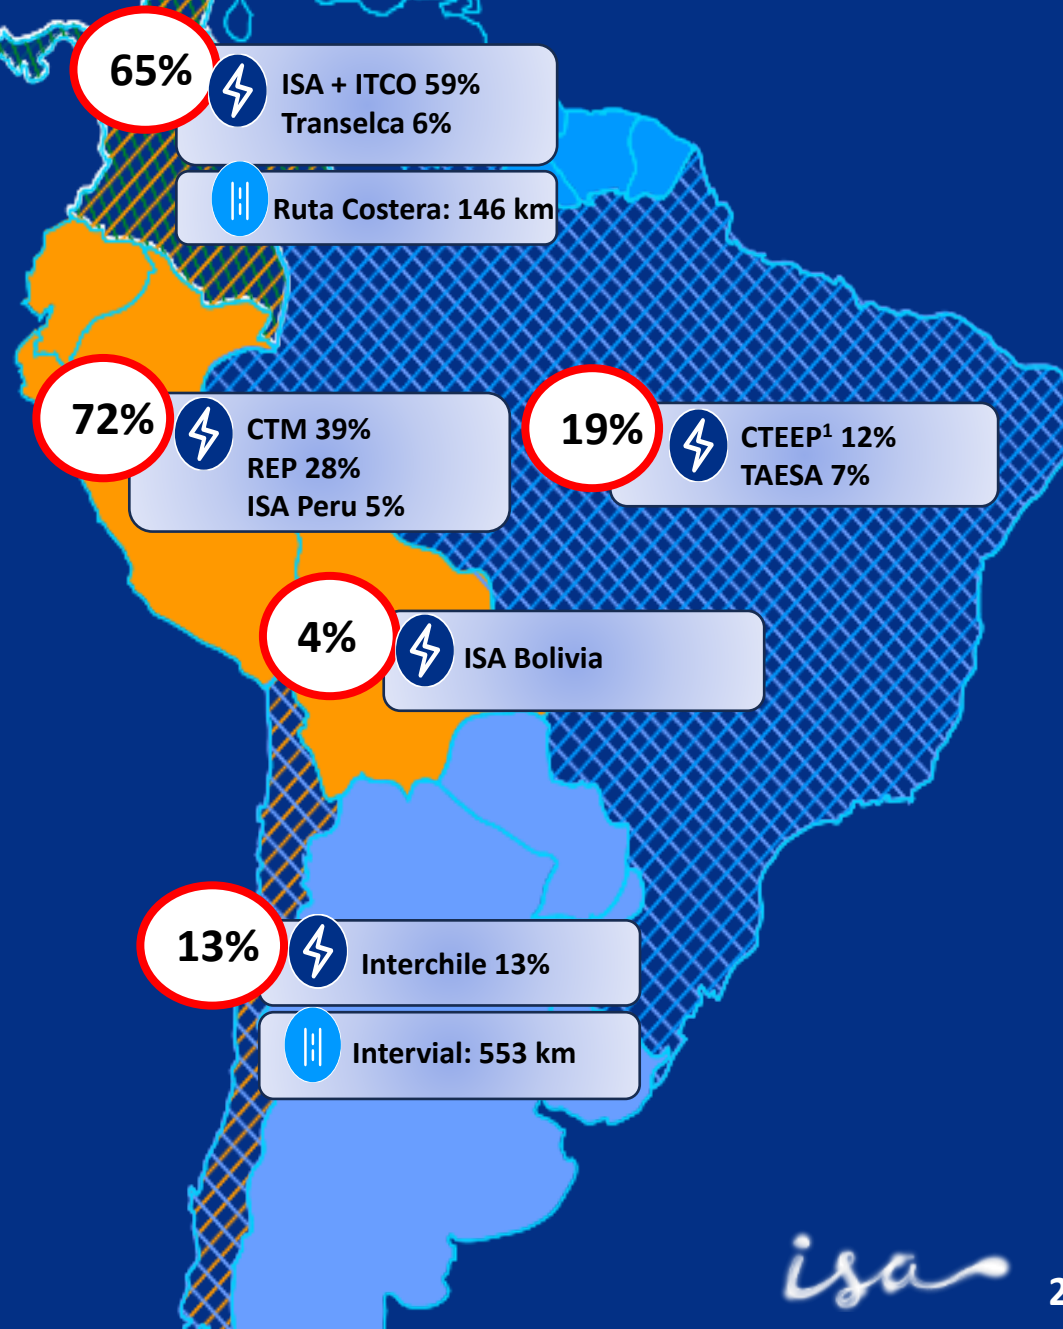 65%
ISA + ITCO 59%
Transelca 6%
Ruta Costera: 146 km
72%
CTM 39%
REP 28%
ISA Peru 5%
19%
CTEEP¹ 12%
TAESA 7%
4%
ISA Bolivia
13%
Interchile 13%
Intervial: 553 km
isa
2